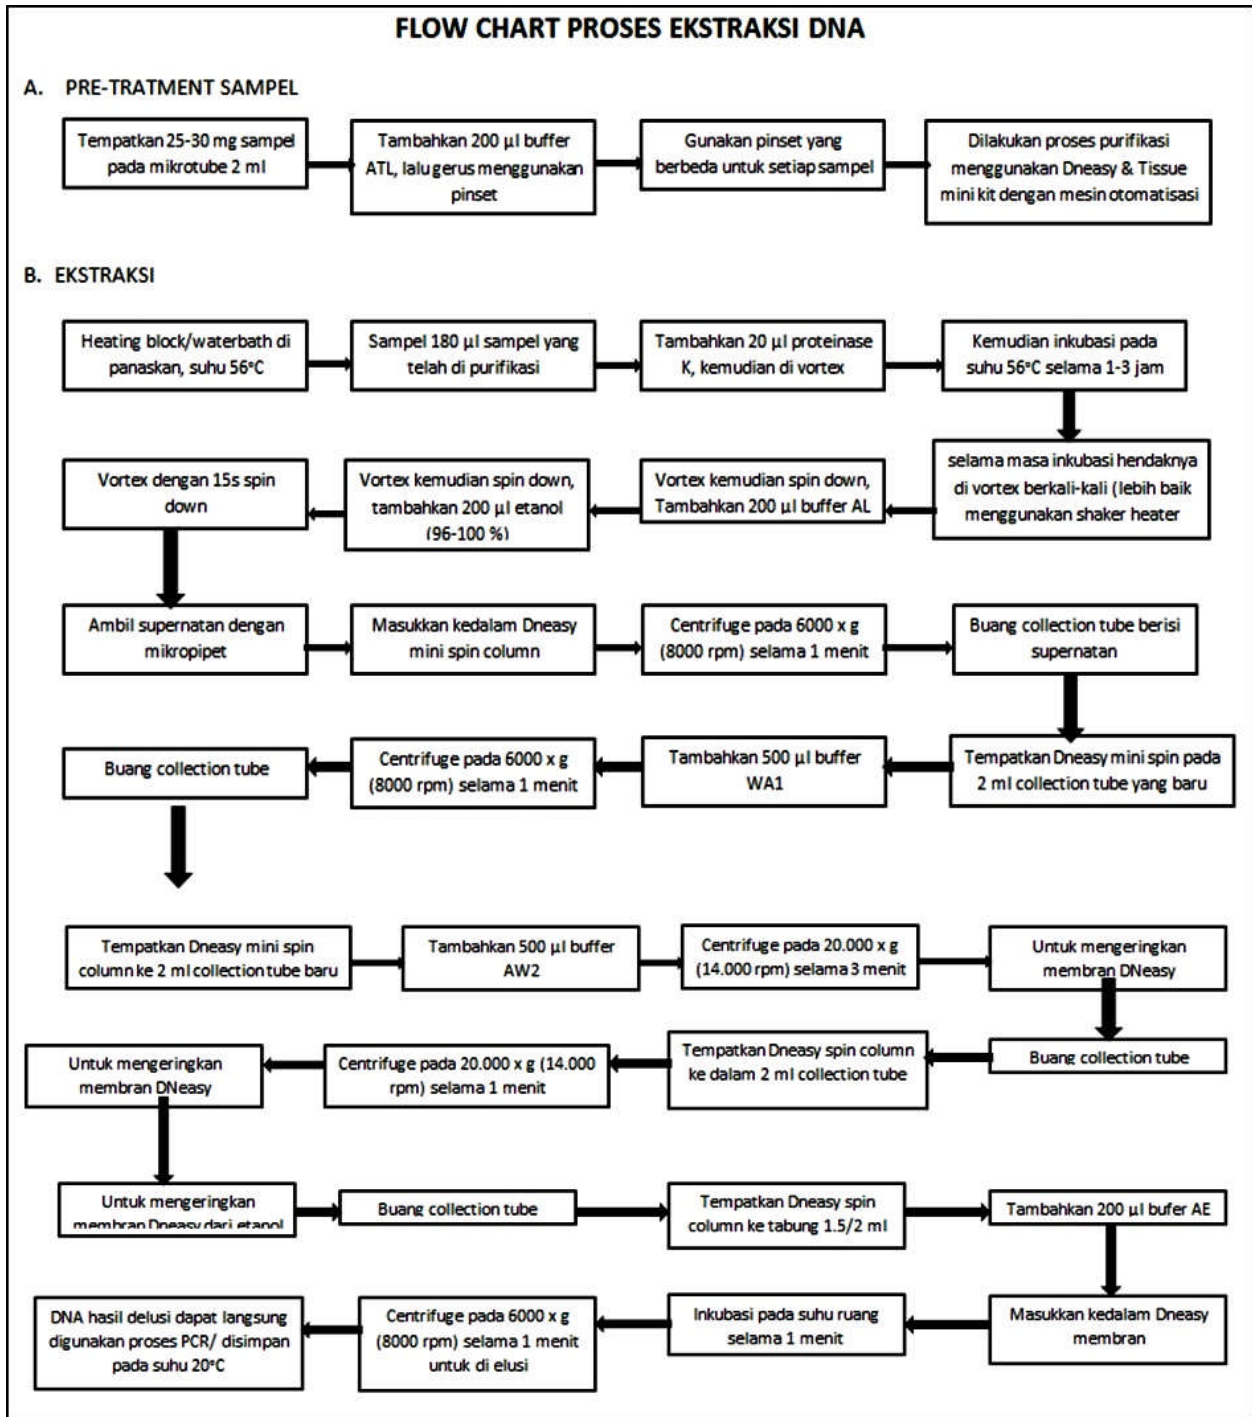 FLOW CHART PROSES EKSTRAKSI DNA
A. PRE-TRATMENT SAMPEL
Tempatkan 25-30 mg sampel
pada mikrotube 2 ml
Tambahkan 200 µl buffer
ATL, lalu gerus menggunakan
pinset
Gunakan pinset yang
berbeda untuk setiap sampel
Dilakukan proses purifikasi
menggunakan Dneasy & Tissue
mini kit dengan mesin otomatisasi
B. EKSTRAKSI
Heating block/waterbath di
panaskan, suhu 56°C
Sampel 180 µl sampel yang
telah di purifikasi
Tambahkan 20 µl proteinase
K, kemudian di vortex
Kemudian inkubasi pada
suhu 56°C selama 1-3 jam
selama masa inkubasi hendaknya
di vortex berkali-kali (lebih baik
menggunakan shaker heater
Vortex kemudian spin down,
Tambahkan 200 µl buffer AL
Vortex kemudian spin down,
tambahkan 200 µl etanol
(96-100 %)
Vortex dengan 15s spin
down
Ambil supernatan dengan
mikropipet
Masukkan kedalam Dneasy
mini spin column
Centrifuge pada 6000 x g
(8000 rpm) selama 1 menit
Buang collection tube berisi
supernatan
Tempatkan Dneasy mini spin pada
2 ml collection tube yang baru
Tambahkan 500 µl buffer
WA1
Centrifuge pada 6000 x g
(8000 rpm) selama 1 menit
Buang collection tube
Tempatkan Dneasy mini spin
column ke 2 ml collection tube baru
Tambahkan 500 µl buffer
AW2
Centrifuge pada 20.000 x g
(14.000 rpm) selama 3 menit
Untuk mengeringkan
membran DNeasy
Buang collection tube
Tempatkan Dneasy spin column
ke dalam 2 ml collection tube
Centrifuge pada 20.000 x g (14.000
rpm) selama 1 menit
Untuk mengeringkan
membran DNeasy
Untuk mengeringkan
membran Dneasy dari etanol
Buang collection tube
Tempatkan Dneasy spin
column ke tabung 1.5/2 ml
Tambahkan 200 µl bufer AE
Masukkan kedalam Dneasy
membran
Inkubasi pada suhu ruang
selama 1 menit
Centrifuge pada 6000 x g
(8000 rpm) selama 1 menit
untuk di elusi
DNA hasil delusi dapat langsung
digunakan proses PCR/ disimpan
pada suhu 20°C